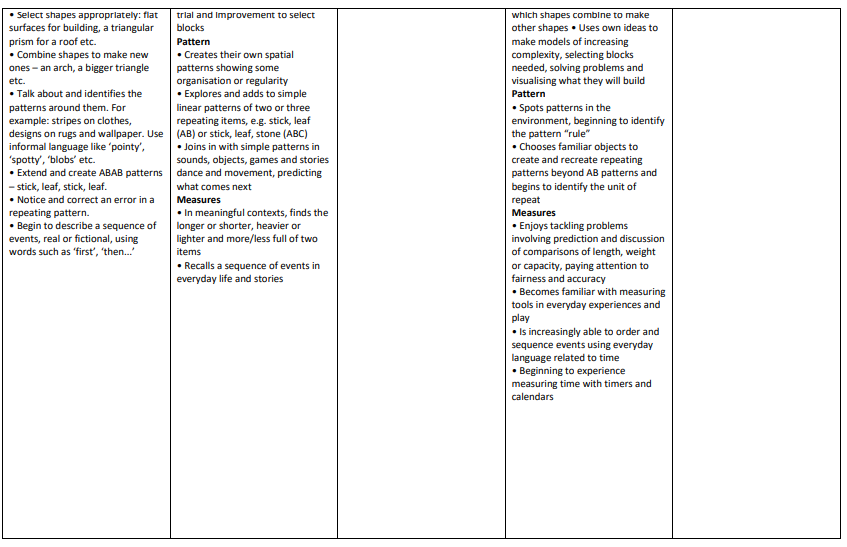 • Select shapes appropriately: flat
surfaces for building, a triangular
prism for a roof etc.
• Combine shapes to make new
ones – an arch, a bigger triangle
etc.
• Talk about and identifies the
patterns around them. For
example: stripes on clothes,
designs on rugs and wallpaper. Use
informal language like ‘pointy’,
‘spotty’, ‘blobs’ etc.
• Extend and create ABAB patterns
– stick, leaf, stick, leaf.
• Notice and correct an error in a
repeating pattern.
• Begin to describe a sequence of
events, real or fictional, using
words such as ‘first’, ‘then...’
trial and improvement to select
blocks
Pattern
• Creates their own spatial
patterns showing some
organisation or regularity
• Explores and adds to simple
linear patterns of two or three
repeating items, e.g. stick, leaf
(AB) or stick, leaf, stone (ABC)
• Joins in with simple patterns in
sounds, objects, games and stories
dance and movement, predicting
what comes next
Measures
• In meaningful contexts, finds the
longer or shorter, heavier or
lighter and more/less full of two
items
• Recalls a sequence of events in
everyday life and stories
which shapes combine to make
other shapes • Uses own ideas to
make models of increasing
complexity, selecting blocks
needed, solving problems and
visualising what they will build
Pattern
• Spots patterns in the
environment, beginning to identify
the pattern “rule”
• Chooses familiar objects to
create and recreate repeating
patterns beyond AB patterns and
begins to identify the unit of
repeat
Measures
• Enjoys tackling problems
involving prediction and discussion
of comparisons of length, weight
or capacity, paying attention to
fairness and accuracy
• Becomes familiar with measuring
tools in everyday experiences and
play
• Is increasingly able to order and
sequence events using everyday
language related to time
• Beginning to experience
measuring time with timers and
calendars